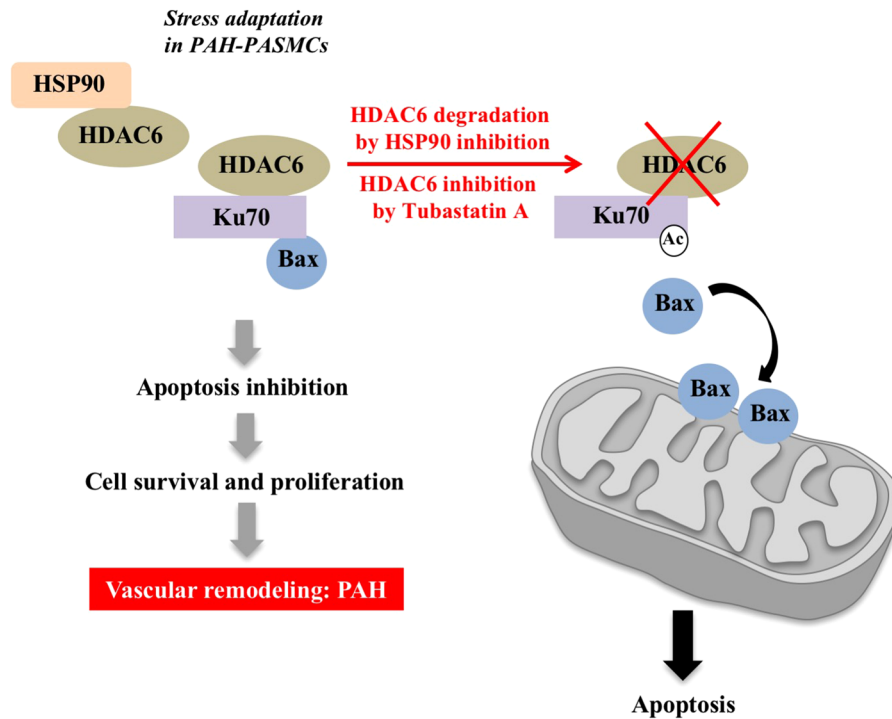 Stress adaptation
in PAH-PASMCs
HSP90
HDAC6
HDAC6
Ku70
Bax
HDAC6 degradation
by HSP90 inhibition
HDAC6 inhibition
by Tubastatin A
HDAC6
Ku70
Ac
Bax
Bax
Bax
Apoptosis inhibition
Cell survival and proliferation
Vascular remodeling: PAH
Apoptosis